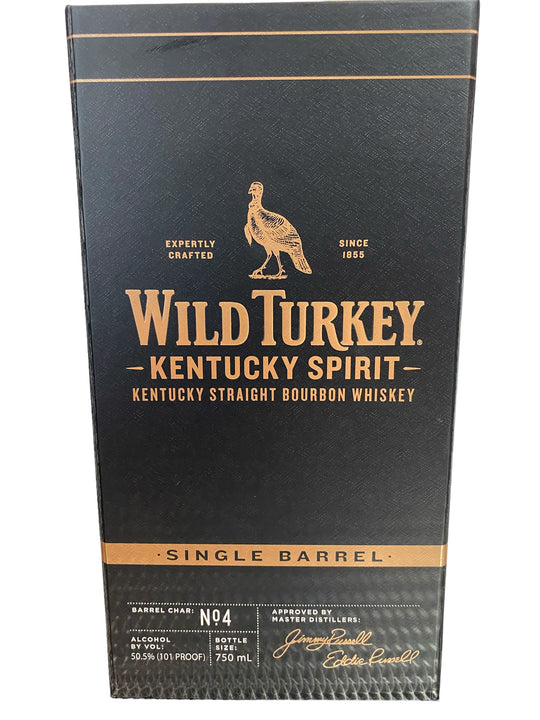 EXPERTLY
CRAFTED
SINCE
1855
WILD TURKEY®
KENTUCKY SPIRIT
KENTUCKY STRAIGHT BOURBON WHISKEY
· SINGLE BARREL ·
BARREL CHAR: Nº4
ALCOHOL
BY VOL:
50.5% (101 PROOF)
BOTTLE
SIZE:
750 mL
APPROVED BY
MASTER DISTILLERS:
Jimmy Russell
Eddie Russell